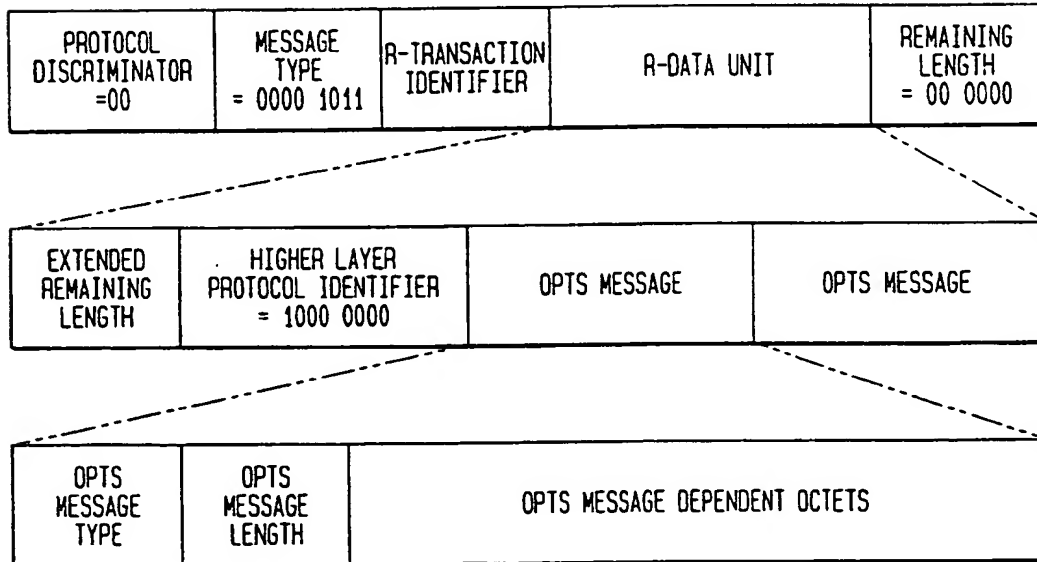 PROTOCOL
DISCRIMINATOR
=00
MESSAGE
TYPE
= 0000 1011
R-TRANSACTION
IDENTIFIER
R-DATA UNIT
REMAINING
LENGTH
= 00 0000
EXTENDED
REMAINING
LENGTH
HIGHER LAYER
PROTOCOL IDENTIFIER
= 1000 0000
OPTS MESSAGE
OPTS MESSAGE
OPTS
MESSAGE
TYPE
OPTS
MESSAGE
LENGTH
OPTS MESSAGE DEPENDENT OCTETS